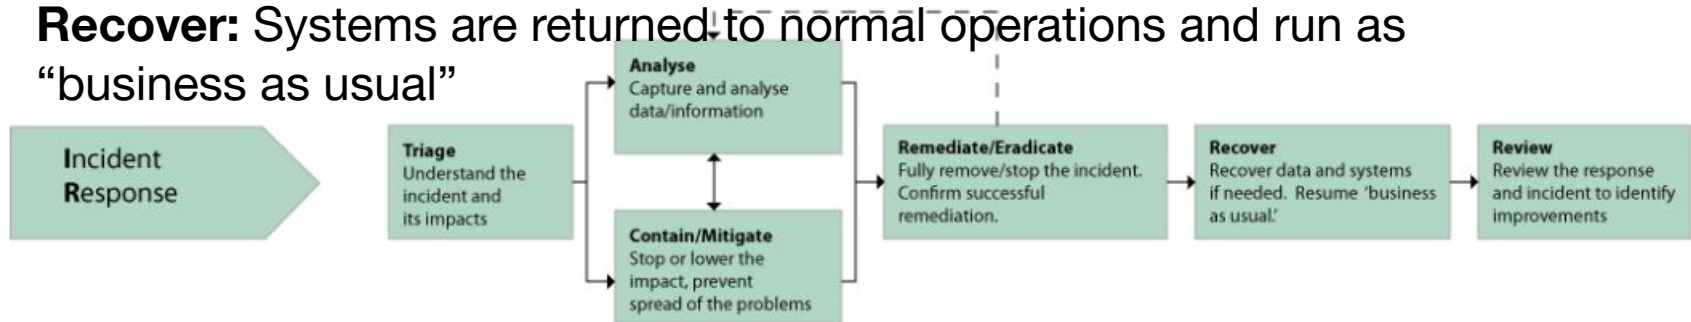 Recover: Systems are returned to normal operations and run as
“business as usual”
Incident
Response
Triage
Understand the
incident and
its impacts
Analyse
Capture and analyse
data/information
Contain/Mitigate
Stop or lower the
impact, prevent
spread of the problems
Remediate/Eradicate
Fully remove/stop the incident.
Confirm successful
remediation.
Recover
Recover data and systems
if needed. Resume ‘business
as usual.’
Review
Review the response
and incident to identify
improvements